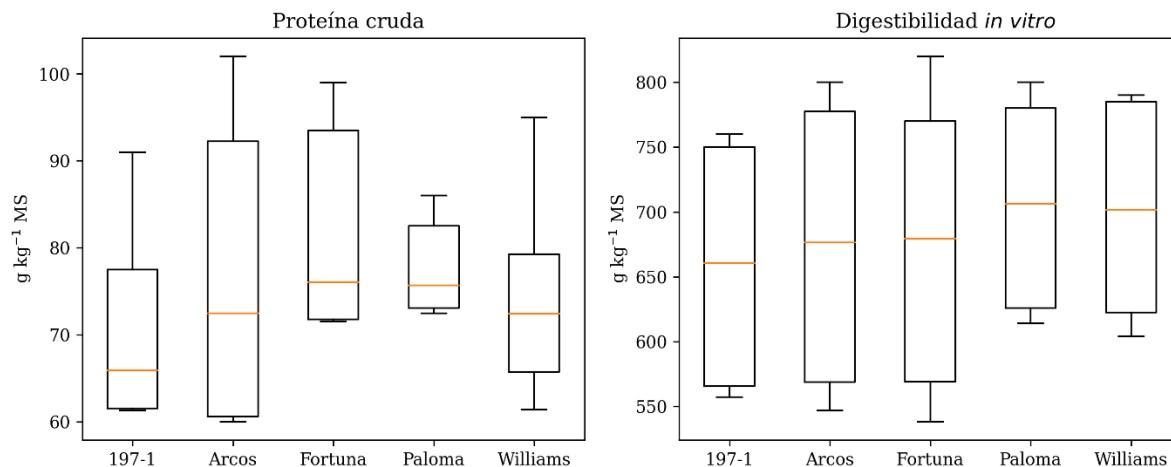 Proteína cruda
g kg⁻¹ MS
100
90
80
70
60
197-1 Arcos Fortuna Paloma Williams
Digestibilidad in vitro
g kg⁻¹ MS
800
750
700
650
600
550
197-1 Arcos Fortuna Paloma Williams